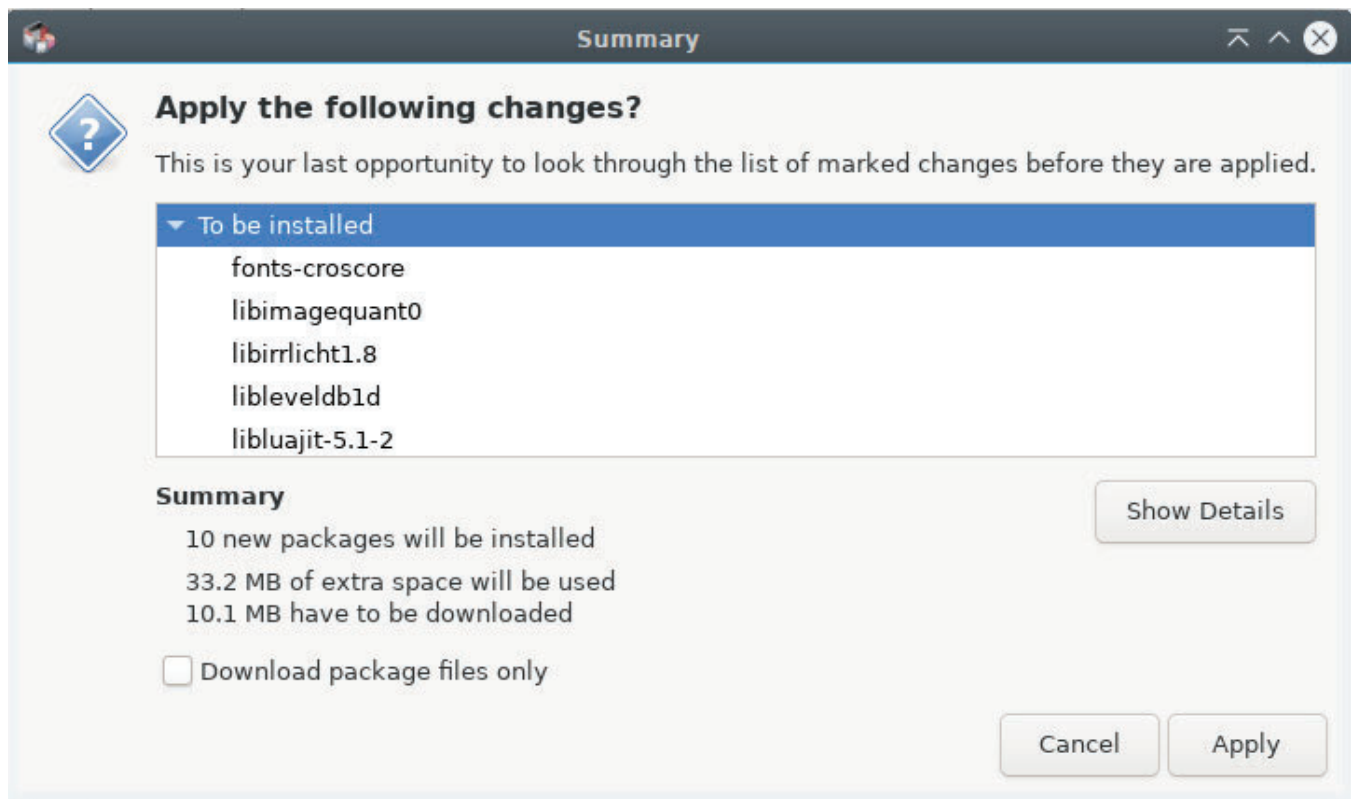 Summary
Apply the following changes?
This is your last opportunity to look through the list of marked changes before they are applied.
To be installed
fonts-croscore
libimagequant0
libirrlicht1.8
libleveldb1d
libluajit-5.1-2
Summary
Show Details
10 new packages will be installed
33.2 MB of extra space will be used
10.1 MB have to be downloaded
Download package files only
Cancel
Apply